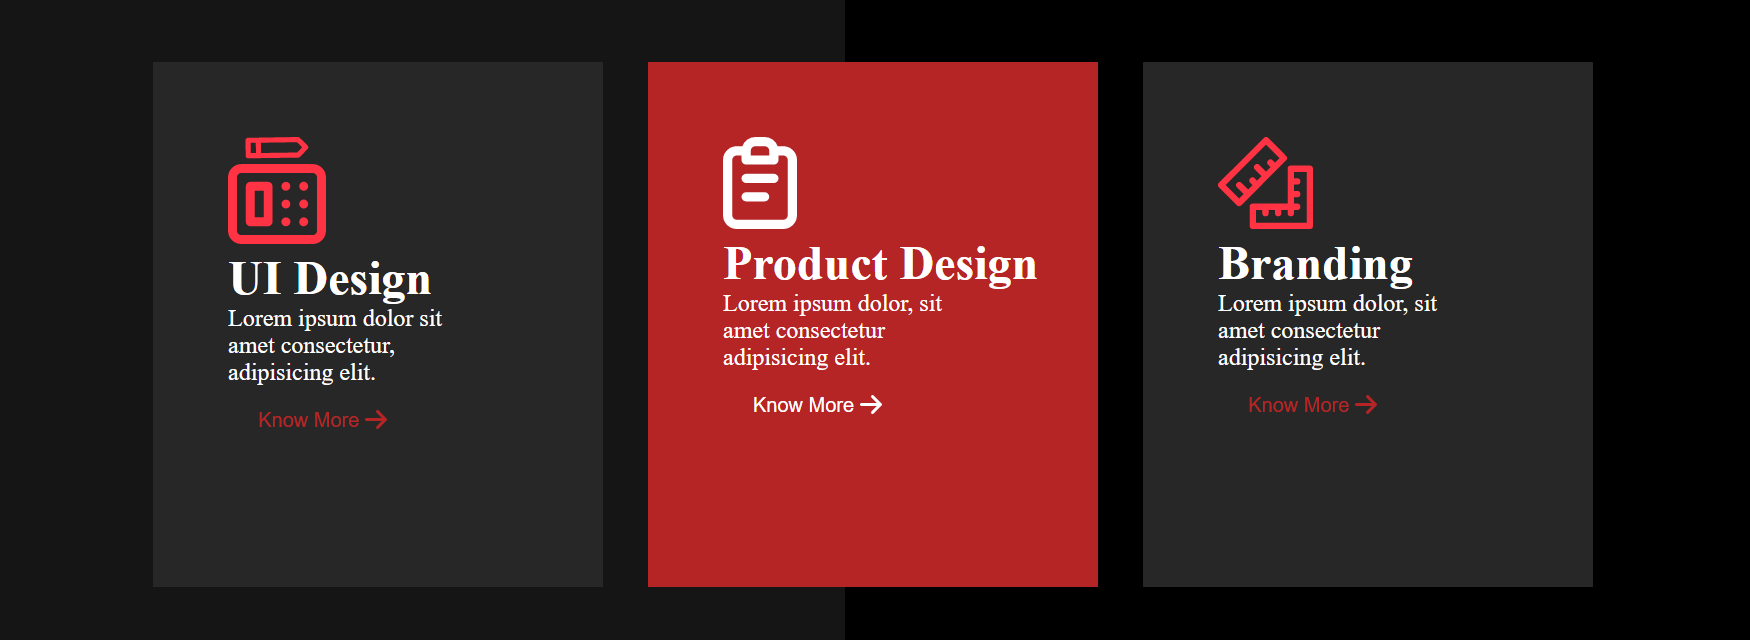 UI Design
Lorem ipsum dolor sit
amet consectetur,
adipisicing elit.
Know More
Product Design
Lorem ipsum dolor, sit
amet consectetur
adipisicing elit.
Know More
Branding
Lorem ipsum dolor, sit
amet consectetur
adipisicing elit.
Know More